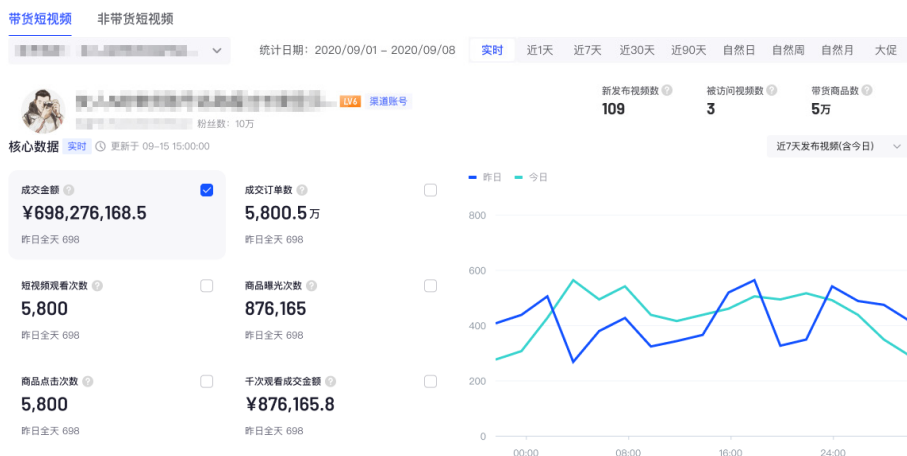 带货短视频 非带货短视频
统计日期: 2020/09/01 – 2020/09/08 实时 近1天 近7天 近30天 近90天 自然日 自然周 自然月 大促
LV6 渠道账号
粉丝数: 10万
新发布视频数 ? 被访问视频数 ? 带货商品数 ?
109 3 5万
核心数据 实时 更新于 09-15 15:00:00 近7天发布视频(含今日)
成交金额 ? 成交订单数 ?
¥698,276,168.5 5,800.5万
昨日全天 698 昨日全天 698
短视频观看次数 ? 商品曝光次数 ?
5,800 876,165
昨日全天 698 昨日全天 698
商品点击次数 ? 千次观看成交金额 ?
5,800 ¥876,165.8
昨日全天 698 昨日全天 698
昨日 今日
800
600
400
200
0
00:00 08:00 16:00 24:00